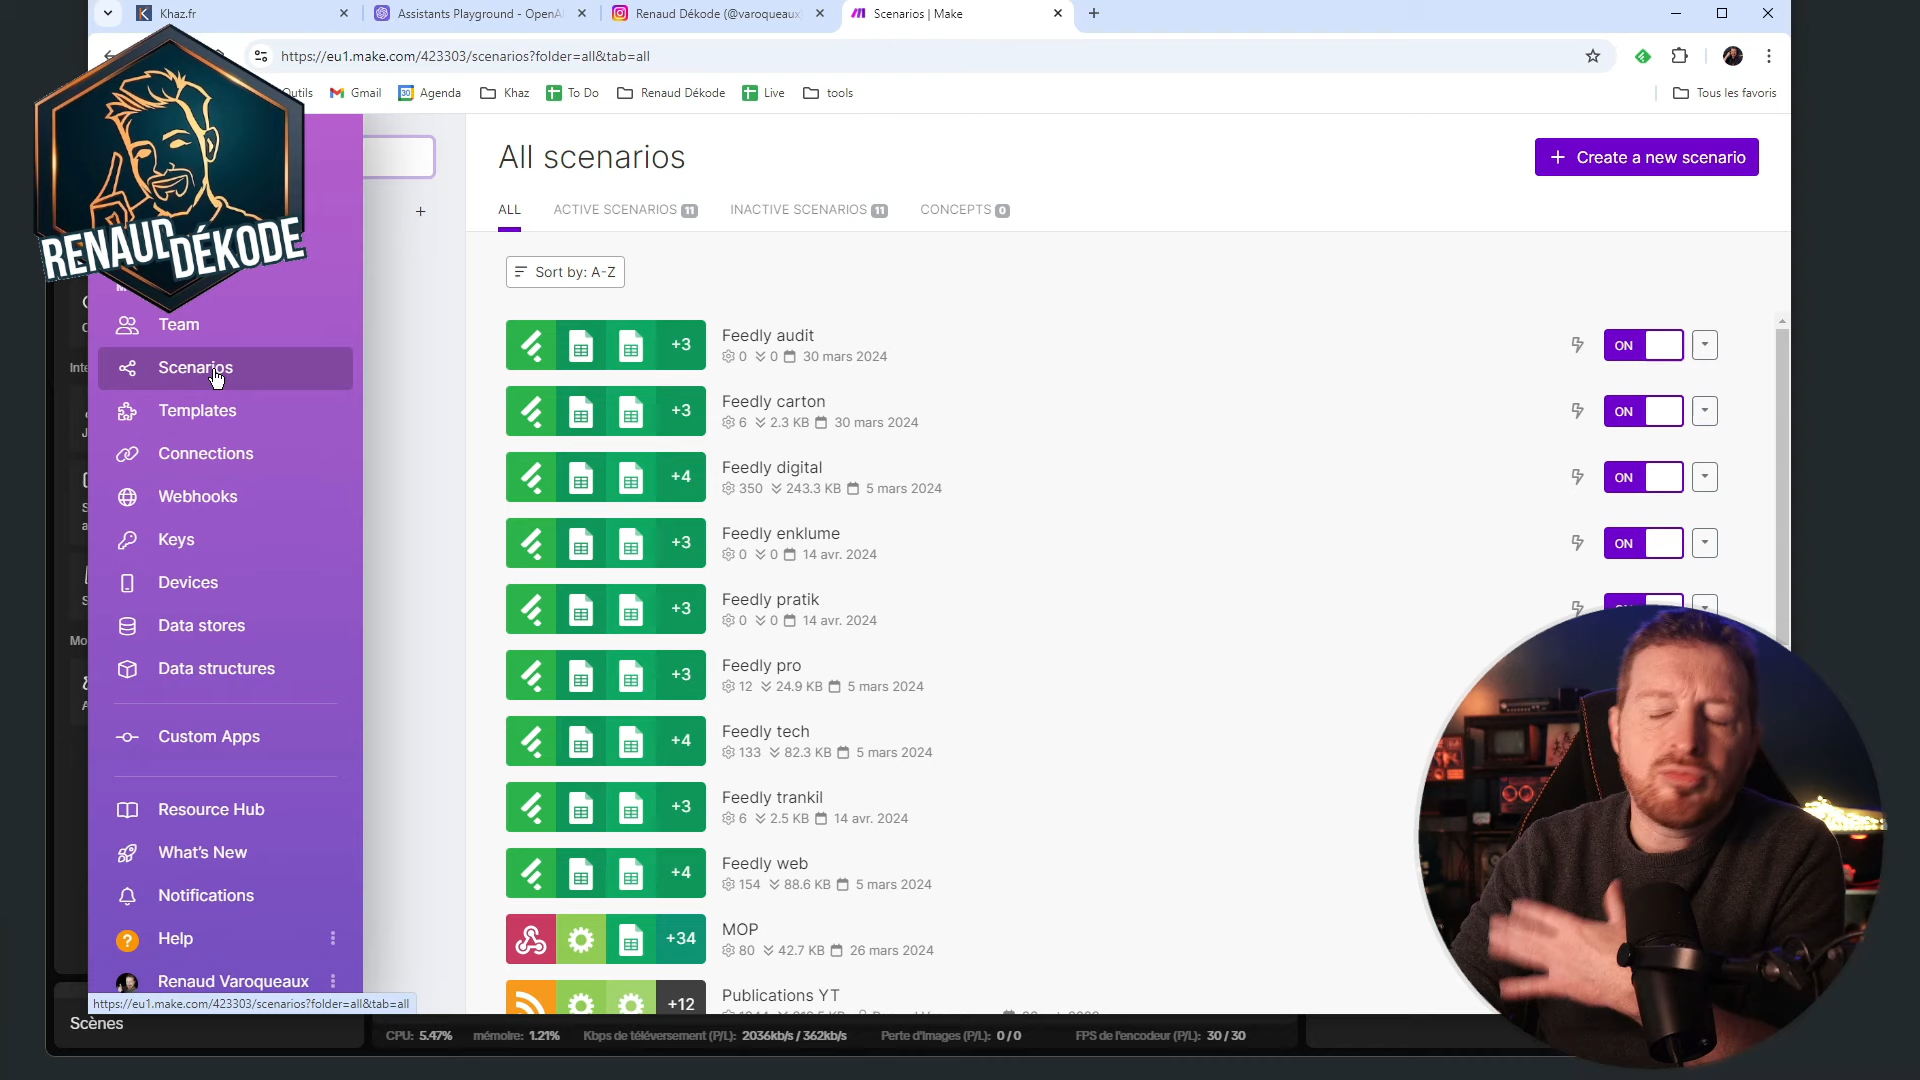 Khaz.fr
Assistants Playground - OpenA
Renaud Dékode (@varoqueaux
Scenarios | Make
https://eu1.make.com/423303/scenarios?folder=all&tab=all
Outils
Gmail
Agenda
Khaz
To Do
Renaud Dékode
Live
tools
Tous les favoris
RENAUD DÉKODE
All scenarios
Create a new scenario
ALL
ACTIVE SCENARIOS 11
INACTIVE SCENARIOS 11
CONCEPTS 0
Sort by: A-Z
Team
Scenarios
Templates
Connections
Webhooks
Keys
Devices
Data stores
Data structures
Custom Apps
Resource Hub
What's New
Notifications
Help
Renaud Varoqueaux
+3
Feedly audit
0 0 30 mars 2024
ON
+3
Feedly carton
6 2.3 KB 30 mars 2024
ON
+4
Feedly digital
350 243.3 KB 5 mars 2024
ON
+3
Feedly enklume
0 0 14 avr. 2024
ON
+3
Feedly pratik
0 0 14 avr. 2024
+3
Feedly pro
12 24.9 KB 5 mars 2024
+4
Feedly tech
133 82.3 KB 5 mars 2024
+3
Feedly trankil
6 2.5 KB 14 avr. 2024
+4
Feedly web
154 88.6 KB 5 mars 2024
+34
MOP
80 42.7 KB 26 mars 2024
+12
Publications YT
https://eu1.make.com/423303/scenarios?folder=all&tab=all
Scènes
CPU: 5.47%
mémoire: 1.21%
Kbps de téléversement (P/L): 2036kb/s / 362kb/s
Perte d'images (P/L): 0 / 0
FPS de l'encodeur (P/L): 30 / 30